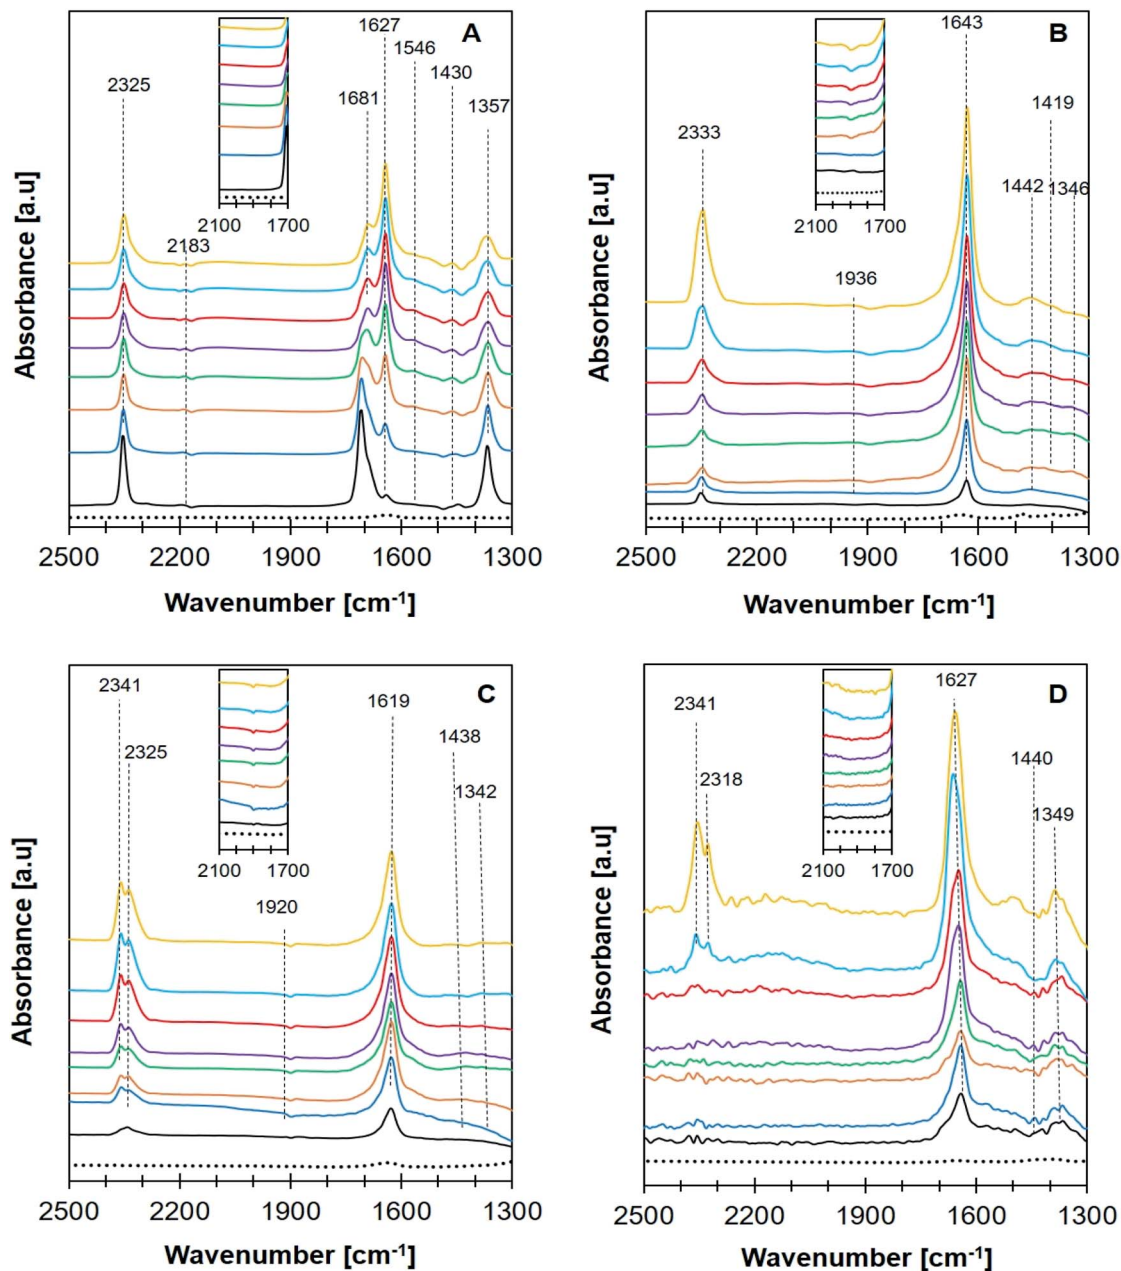 1627
A
1546
1430
2325
1681
1357
2183
2100 1700
Absorbance [a.u]
2500 2200 1900 1600 1300
Wavenumber [cm-1]
1643
B
1419
2333
1442
1346
1936
2100 1700
Absorbance [a.u]
2500 2200 1900 1600 1300
Wavenumber [cm-1]
2341
C
1619
2325
1438
1342
2100 1700
1920
Absorbance [a.u]
2500 2200 1900 1600 1300
Wavenumber [cm-1]
1627
D
2341
2318
1440
1349
2100 1700
Absorbance [a.u]
2500 2200 1900 1600 1300
Wavenumber [cm-1]